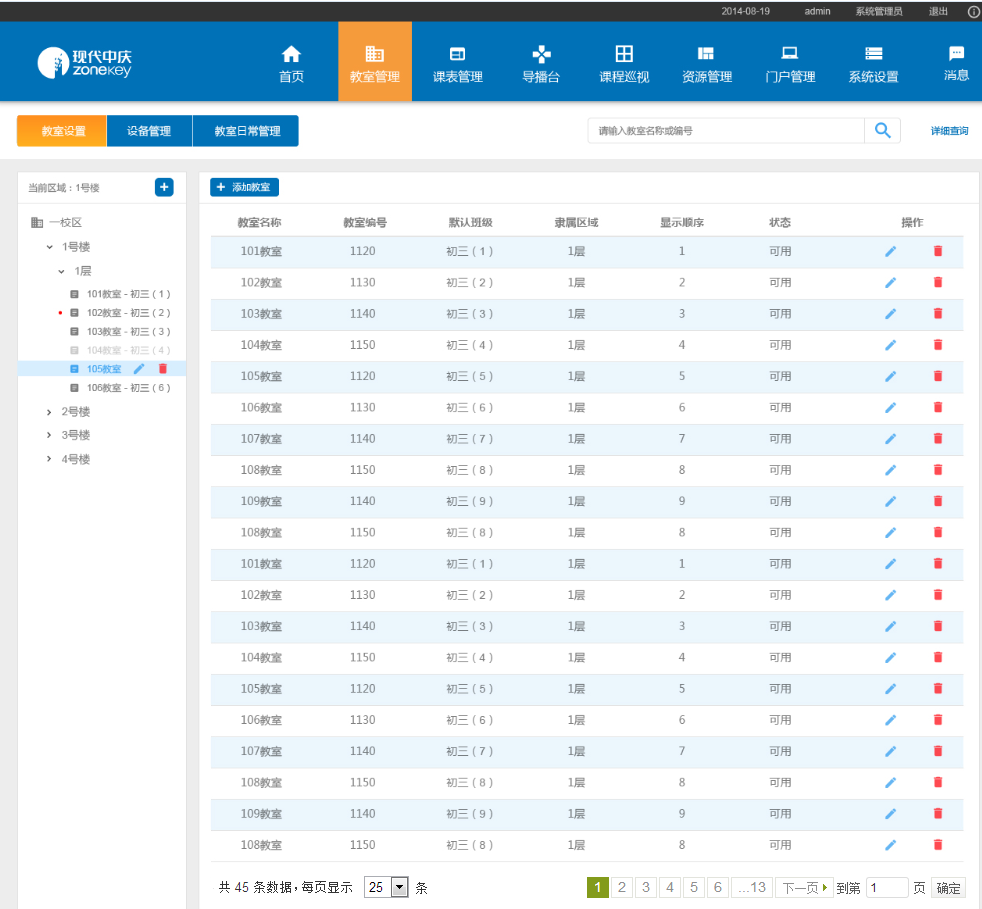 2014-08-19 admin 系统管理员 退出
现代中庆
zonekey
首页 教室管理 课表管理 导播台 课程巡视 资源管理 门户管理 系统设置 消息
教室设置 设备管理 教室日常管理 请输入教室名称或编号 详细查询
当前区域：1号楼
一校区
1号楼
1层
101教室 - 初三（1）
102教室 - 初三（2）
103教室 - 初三（3）
104教室 - 初三（4）
105教室
106教室 - 初三（6）
2号楼
3号楼
4号楼
添加教室
教室名称 教室编号 默认班级 隶属区域 显示顺序 状态 操作
101教室 1120 初三（1） 1层 1 可用
102教室 1130 初三（2） 1层 2 可用
103教室 1140 初三（3） 1层 3 可用
104教室 1150 初三（4） 1层 4 可用
105教室 1120 初三（5） 1层 5 可用
106教室 1130 初三（6） 1层 6 可用
107教室 1140 初三（7） 1层 7 可用
108教室 1150 初三（8） 1层 8 可用
109教室 1140 初三（9） 1层 9 可用
108教室 1150 初三（8） 1层 8 可用
101教室 1120 初三（1） 1层 1 可用
102教室 1130 初三（2） 1层 2 可用
103教室 1140 初三（3） 1层 3 可用
104教室 1150 初三（4） 1层 4 可用
105教室 1120 初三（5） 1层 5 可用
106教室 1130 初三（6） 1层 6 可用
107教室 1140 初三（7） 1层 7 可用
108教室 1150 初三（8） 1层 8 可用
109教室 1140 初三（9） 1层 9 可用
108教室 1150 初三（8） 1层 8 可用
共 45 条数据，每页显示 25 条 1 2 3 4 5 6 ...13 下一页 到第 1 页 确定